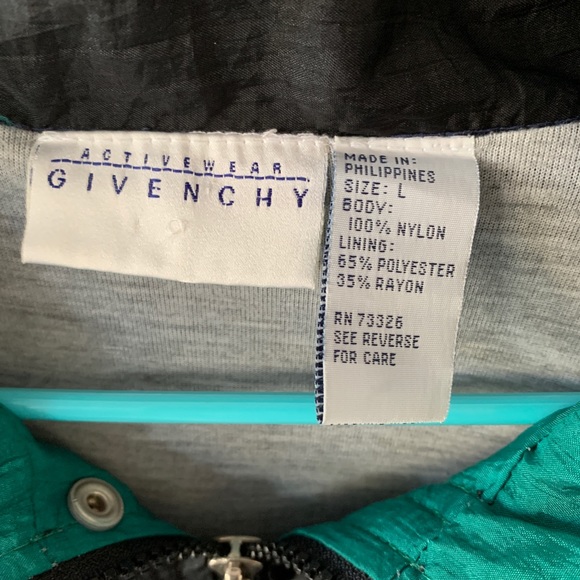 ACTIVEWEAR
GIVENCHY
MADE IN:
PHILIPPINES
SIZE: L
BODY:
100% NYLON
LINING:
65% POLYESTER
35% RAYON
RN 73326
SEE REVERSE
FOR CARE